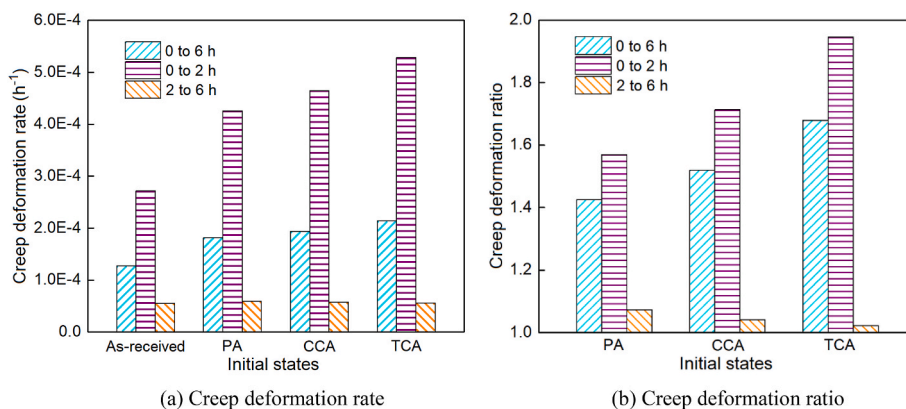 6.0E-4
5.0E-4
4.0E-4
3.0E-4
2.0E-4
1.0E-4
0.0
Creep deformation rate (h⁻¹)
0 to 6 h
0 to 2 h
2 to 6 h
As-received PA CCA TCA
Initial states
(a) Creep deformation rate
2.0
1.8
1.6
1.4
1.2
1.0
Creep deformation ratio
0 to 6 h
0 to 2 h
2 to 6 h
PA CCA TCA
Initial states
(b) Creep deformation ratio